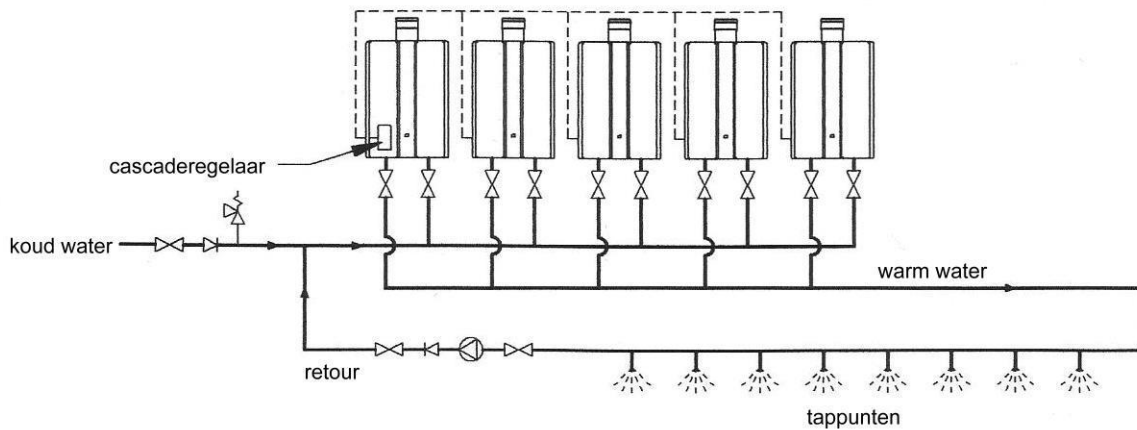 cascaderegelaar
koud water
warm water
retour
tappunten